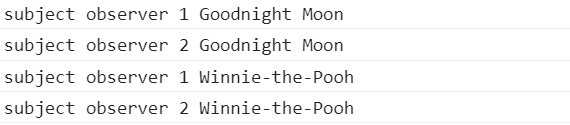 subject observer 1 Goodnight Moon
subject observer 2 Goodnight Moon
subject observer 1 Winnie-the-Pooh
subject observer 2 Winnie-the-Pooh